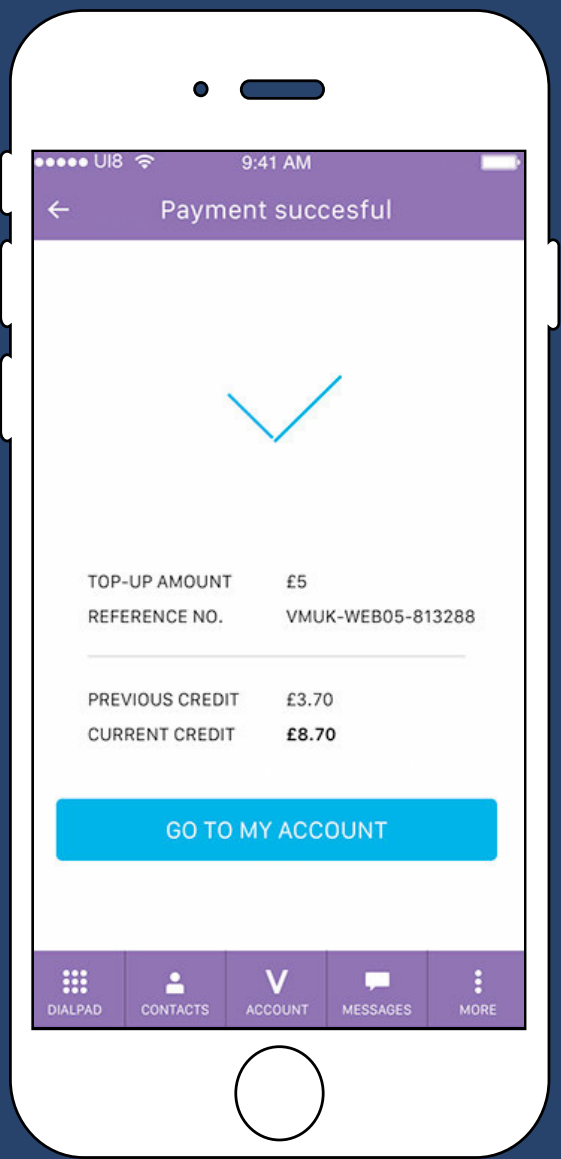 UI8 9:41 AM
Payment succesful
TOP-UP AMOUNT £5
REFERENCE NO. VMUK-WEB05-813288
PREVIOUS CREDIT £3.70
CURRENT CREDIT £8.70
GO TO MY ACCOUNT
V
DIALPAD CONTACTS ACCOUNT MESSAGES MORE